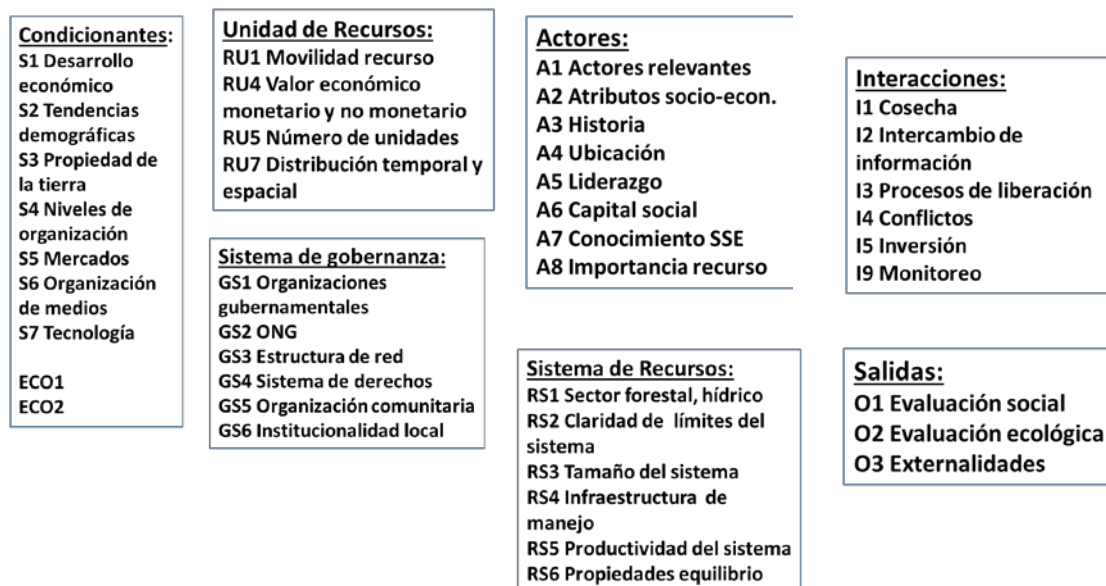 Condicionantes:
S1 Desarrollo
económico
S2 Tendencias
demográficas
S3 Propiedad de
la tierra
S4 Niveles de
organización
S5 Mercados
S6 Organización
de medios
S7 Tecnología
ECO1
ECO2
Unidad de Recursos:
RU1 Movilidad recurso
RU4 Valor económico
monetario y no monetario
RU5 Número de unidades
RU7 Distribución temporal y
espacial
Sistema de gobernanza:
GS1 Organizaciones
gubernamentales
GS2 ONG
GS3 Estructura de red
GS4 Sistema de derechos
GS5 Organización comunitaria
GS6 Institucionalidad local
Actores:
A1 Actores relevantes
A2 Atributos socio-econ.
A3 Historia
A4 Ubicación
A5 Liderazgo
A6 Capital social
A7 Conocimiento SSE
A8 Importancia recurso
Sistema de Recursos:
RS1 Sector forestal, hídrico
RS2 Claridad de límites del
sistema
RS3 Tamaño del sistema
RS4 Infraestructura de
manejo
RS5 Productividad del sistema
RS6 Propiedades equilibrio
Interacciones:
I1 Cosecha
I2 Intercambio de
información
I3 Procesos de liberación
I4 Conflictos
I5 Inversión
I9 Monitoreo
Salidas:
O1 Evaluación social
O2 Evaluación ecológica
O3 Externalidades